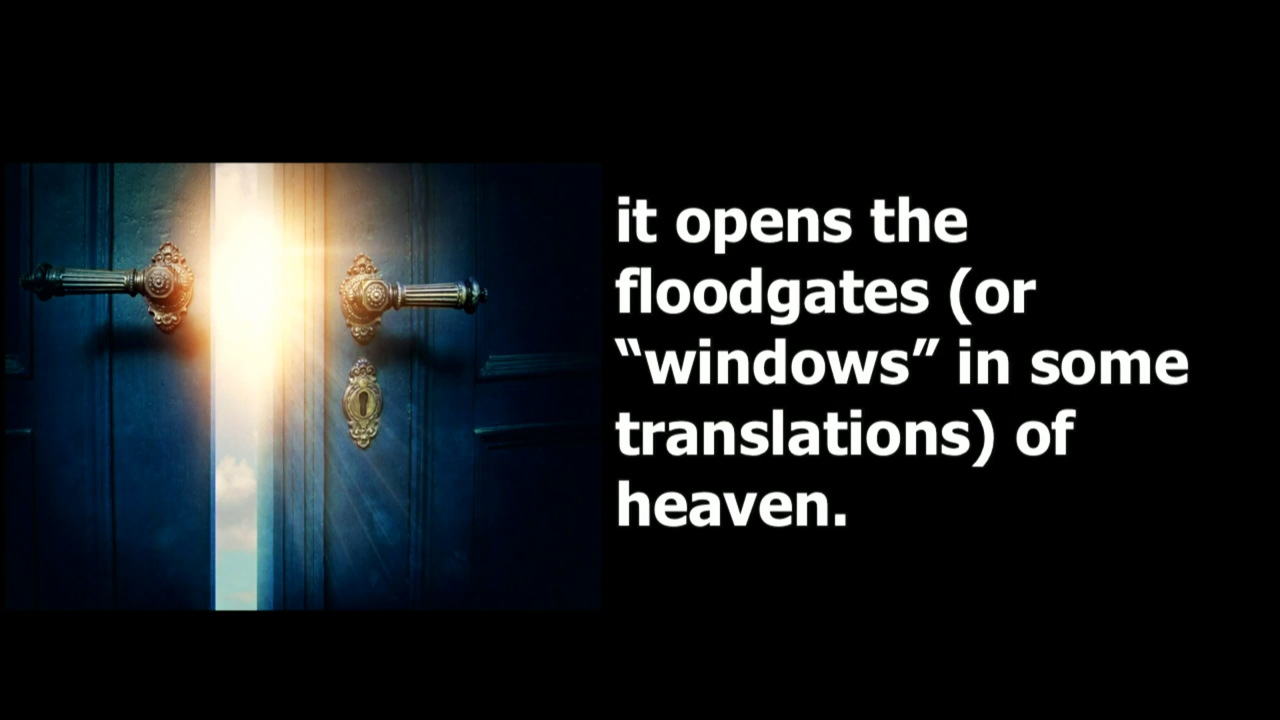 it opens the
floodgates (or
“windows” in some
translations) of
heaven.